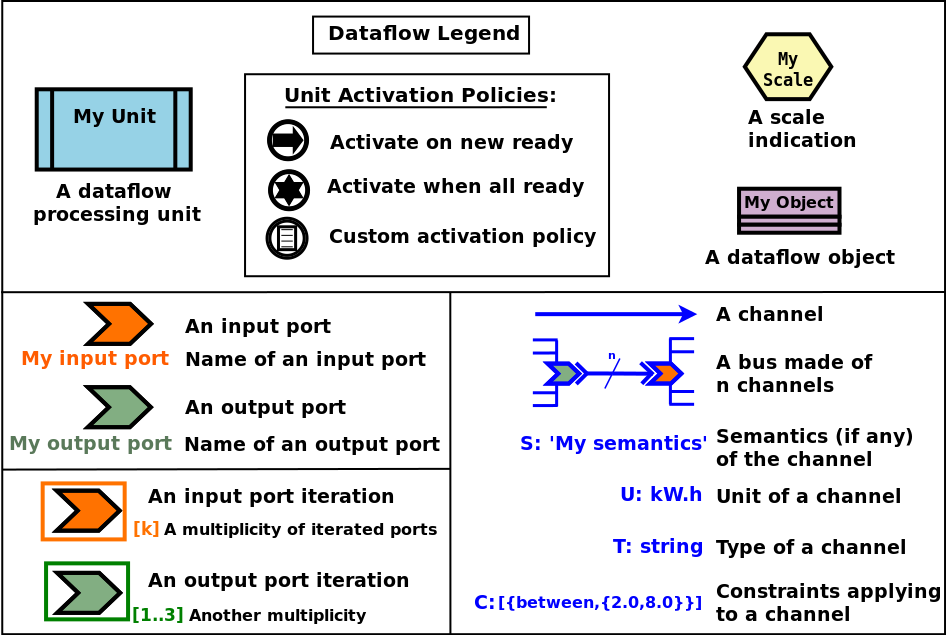 Dataflow Legend
My Unit
A dataflow
processing unit
Unit Activation Policies:
Activate on new ready
Activate when all ready
Custom activation policy
My
Scale
A scale
indication
My Object
A dataflow object
An input port
My input port Name of an input port
An output port
My output port Name of an output port
An input port iteration
[k] A multiplicity of iterated ports
An output port iteration
[1..3] Another multiplicity
A channel
n
A bus made of
n channels
S: 'My semantics' Semantics (if any)
of the channel
U: kW.h Unit of a channel
T: string Type of a channel
C:[{between,{2.0,8.0}}] Constraints applying
to a channel